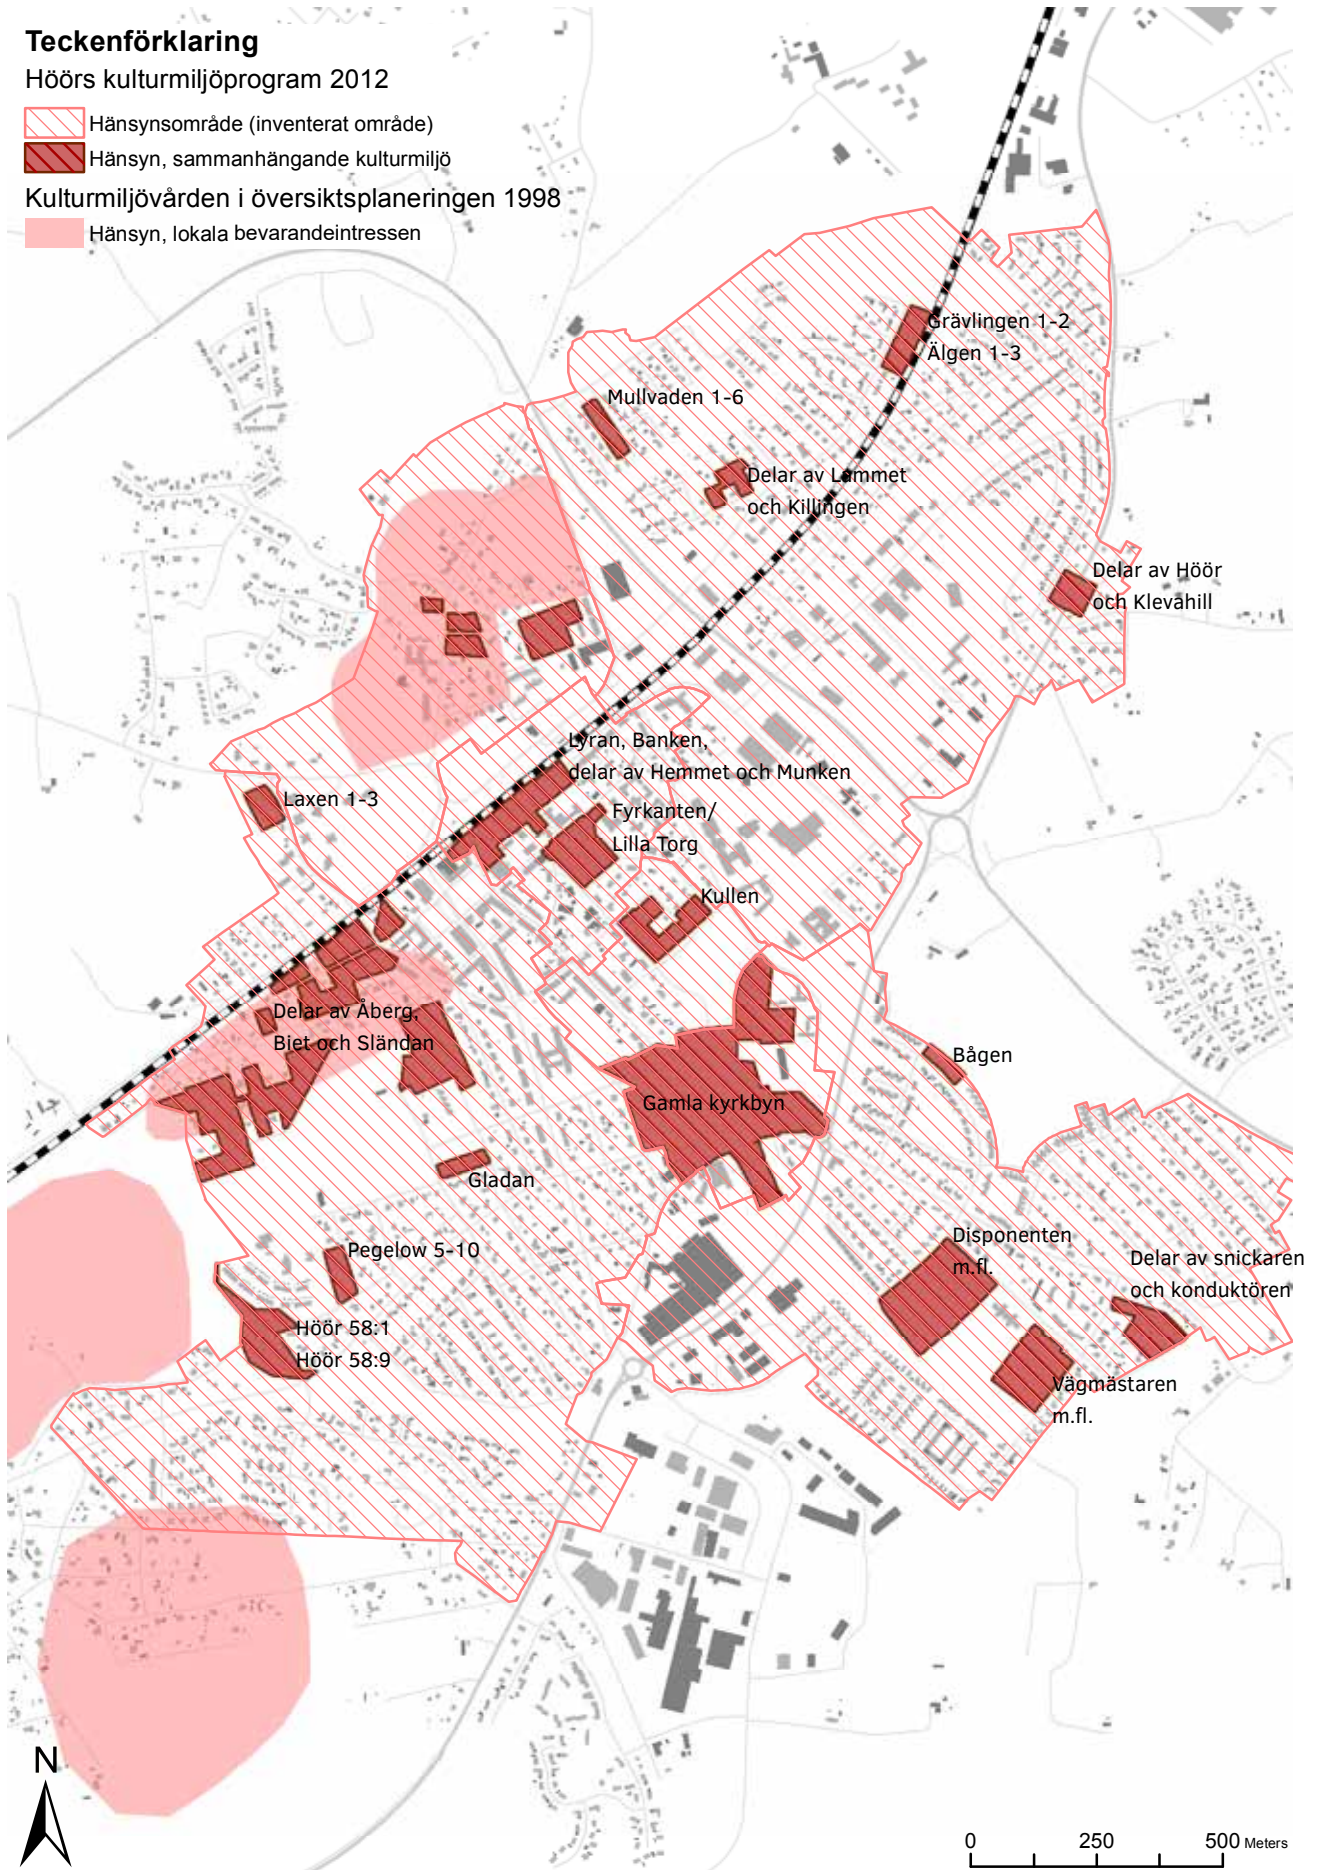 Teckenförklaring
Höörs kulturmiljöprogram 2012
Hänsynsområde (inventerat område)
Hänsyn, sammanhängande kulturmiljö
Kulturmiljövården i översiktsplaneringen 1998
Hänsyn, lokala bevarandeintressen
Grävlingen 1-2
Älgen 1-3
Mullvaden 1-6
Delar av Lammet
och Killingen
Delar av Höör
och Klevahill
Lyran, Banken,
delar av Hemmet och Munken
Laxen 1-3
Fyrkanten/
Lilla Torg
Kullen
Delar av Åberg,
Biet och Sländan
Bågen
Gamla kyrkbyn
Gladan
Disponenten
m.fl.
Pegelow 5-10
Delar av snickaren
och konduktören
Höör 58:1
Höör 58:9
Vägmästaren
m.fl.
N
0 250 500 Meters